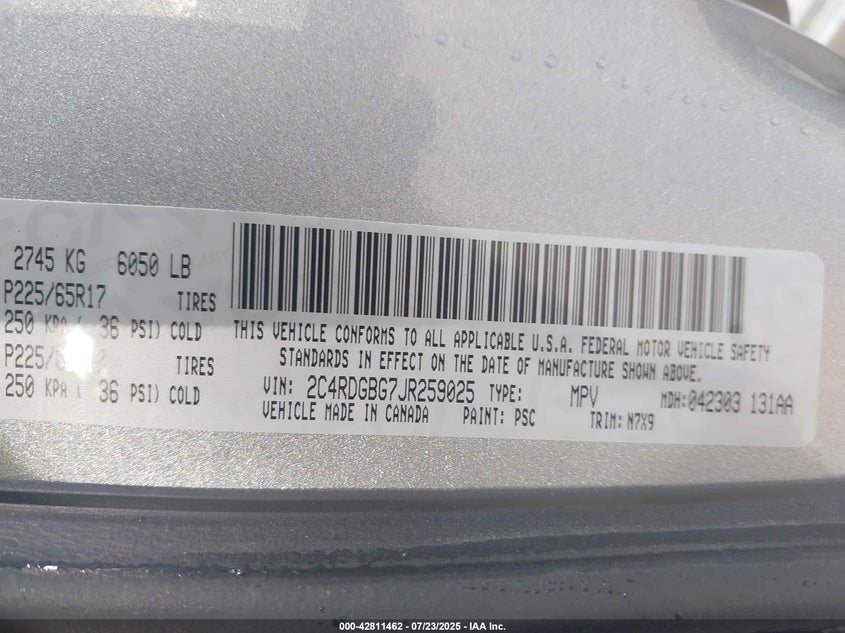 2745 KG 6050 LB
P225/65R17 TIRES
250 KPA ( 36 PSI) COLD
P225/ TIRES
250 KPA ( 36 PSI) COLD
THIS VEHICLE CONFORMS TO ALL APPLICABLE U.S.A. FEDERAL MOTOR VEHICLE SAFETY
STANDARDS IN EFFECT ON THE DATE OF MANUFACTURE SHOWN ABOVE.
VIN: 2C4RDGBG7JR259025 TYPE: MPV MDH:042303 131AA
VEHICLE MADE IN CANADA PAINT: PSC TRIM: N7X9
000-42811462 - 07/23/2025 - IAA Inc.